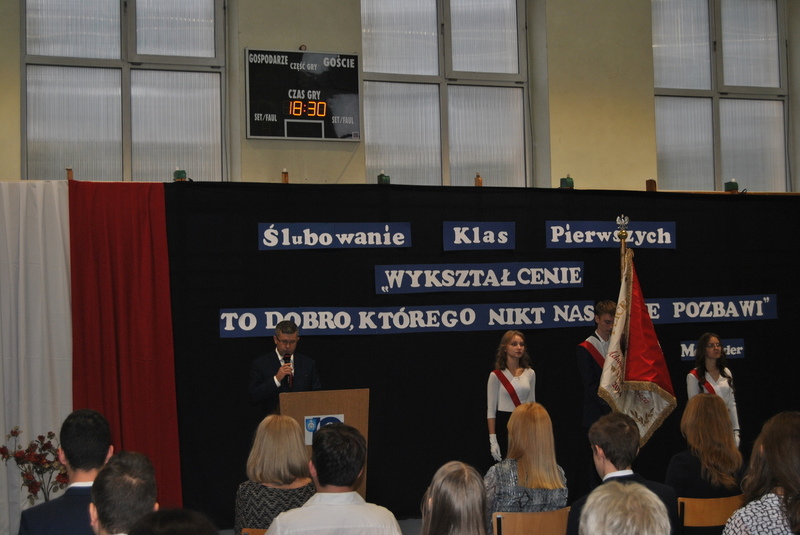 GOSPODARZE CZĘŚĆ GRY GOŚCIE
CZAS GRY
18:30
SET/FAUL SET/FAUL
Ślubowanie Klas Pierwszych
„WYKSZTAŁCENIE
TO DOBRO, KTÓREGO NIKT NAS POZBAWI”